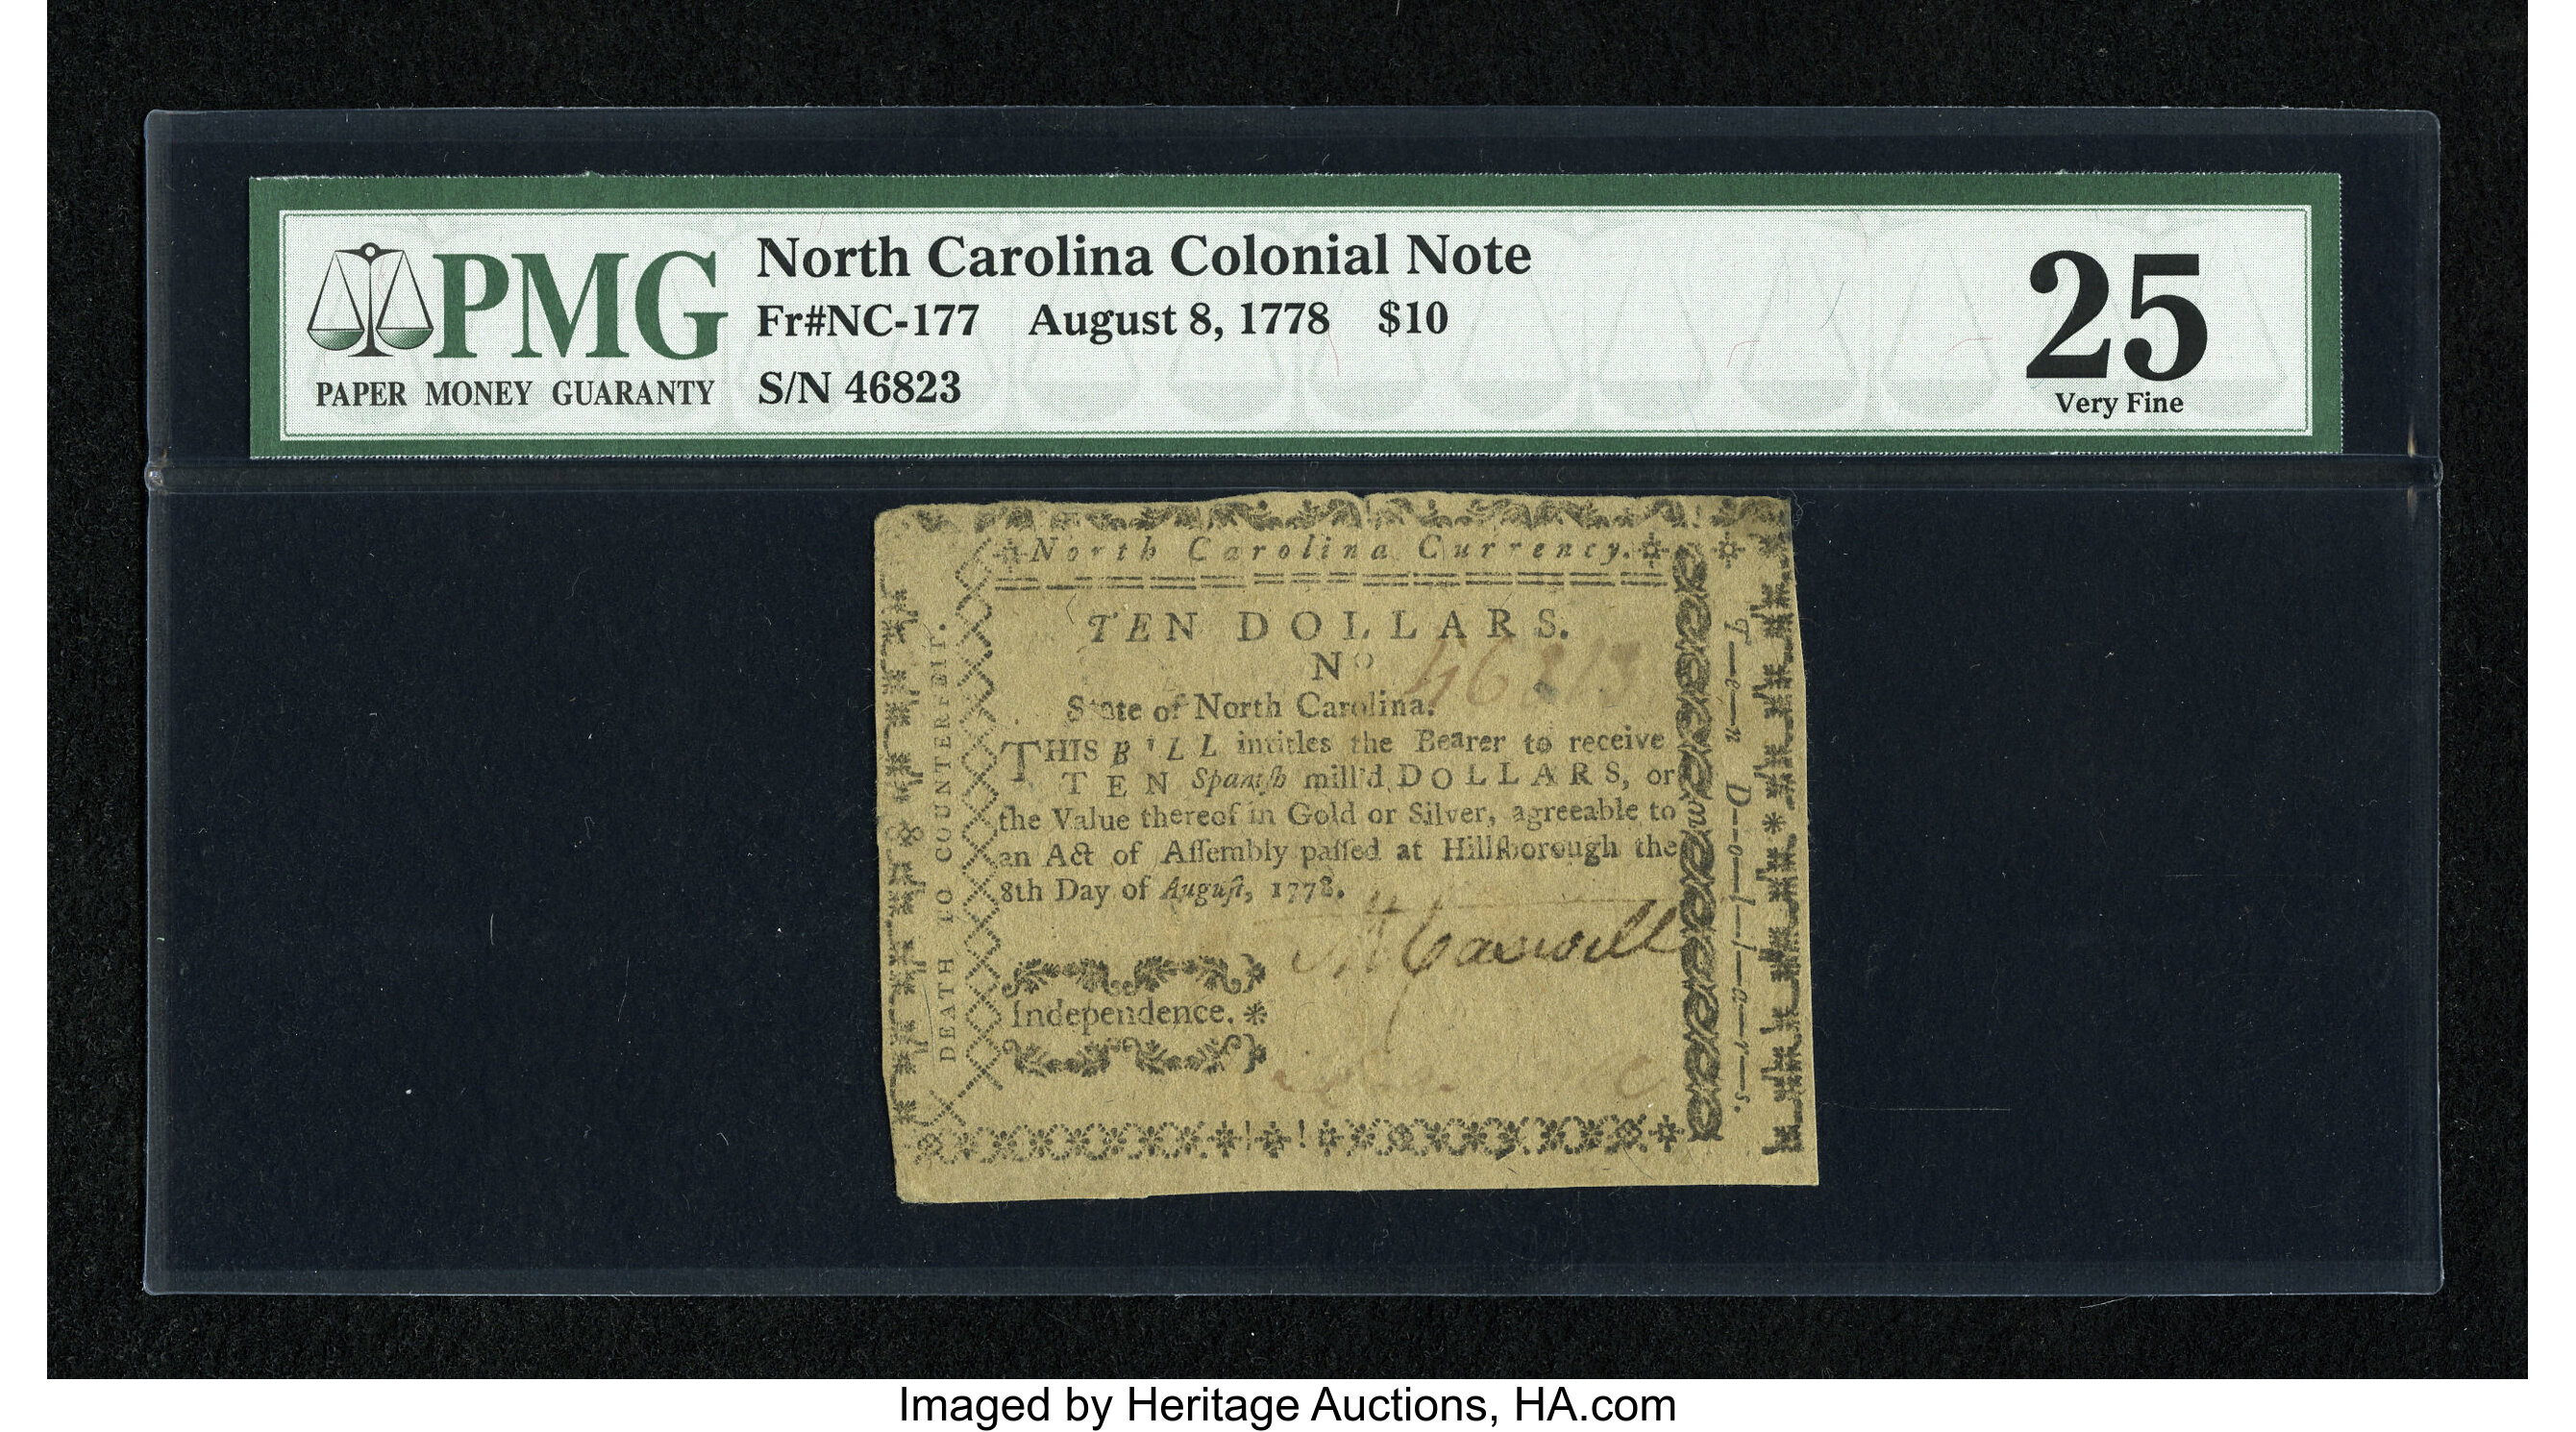 PMG
PAPER MONEY GUARANTY
North Carolina Colonial Note
Fr#NC-177 August 8, 1778 $10
S/N 46823
25
Very Fine
North Carolina Currency.
TEN DOLLARS.
No 46823
State of North Carolina.
THIS BILL intitles the Bearer to receive
TEN Spaniſh mill'd DOLLARS, or
the Value thereof in Gold or Silver, agreeable to
an Act of Aſſembly paſſed at Hillſborough the
8th Day of Auguſt, 1778.
Caswell
Independence.
DEATH TO COUNTERFEIT.
T—e—n D--o—l—l—a—r—s.
Imaged by Heritage Auctions, HA.com